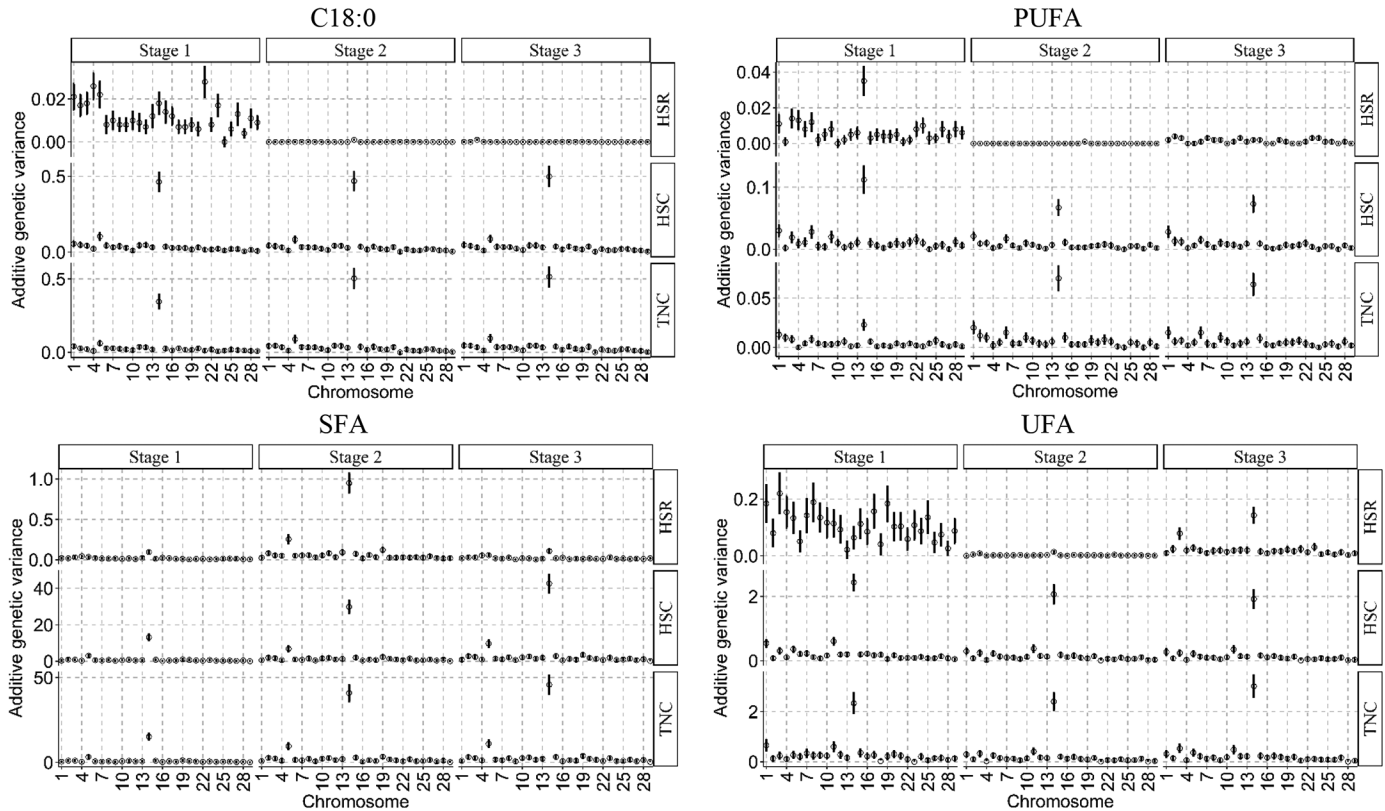 C18:0
Stage 1 Stage 2 Stage 3
Additive genetic variance
0.02
0.00
HSR
0.5
0.0
HSC
0.5
0.0
TNC
1 4 7 10 13 16 19 22 25 28 1 4 7 10 13 16 19 22 25 28 1 4 7 10 13 16 19 22 25 28
Chromosome
PUFA
Stage 1 Stage 2 Stage 3
Additive genetic variance
0.04
0.02
0.00
HSR
0.1
0.0
HSC
0.05
0.00
TNC
1 4 7 10 13 16 19 22 25 28 1 4 7 10 13 16 19 22 25 28 1 4 7 10 13 16 19 22 25 28
Chromosome
SFA
Stage 1 Stage 2 Stage 3
Additive genetic variance
1.0
0.5
0.0
HSR
40
20
0
HSC
50
0
TNC
1 4 7 10 13 16 19 22 25 28 1 4 7 10 13 16 19 22 25 28 1 4 7 10 13 16 19 22 25 28
Chromosome
UFA
Stage 1 Stage 2 Stage 3
Additive genetic variance
0.2
0.0
HSR
2
0
HSC
2
0
TNC
1 4 7 10 13 16 19 22 25 28 1 4 7 10 13 16 19 22 25 28 1 4 7 10 13 16 19 22 25 28
Chromosome